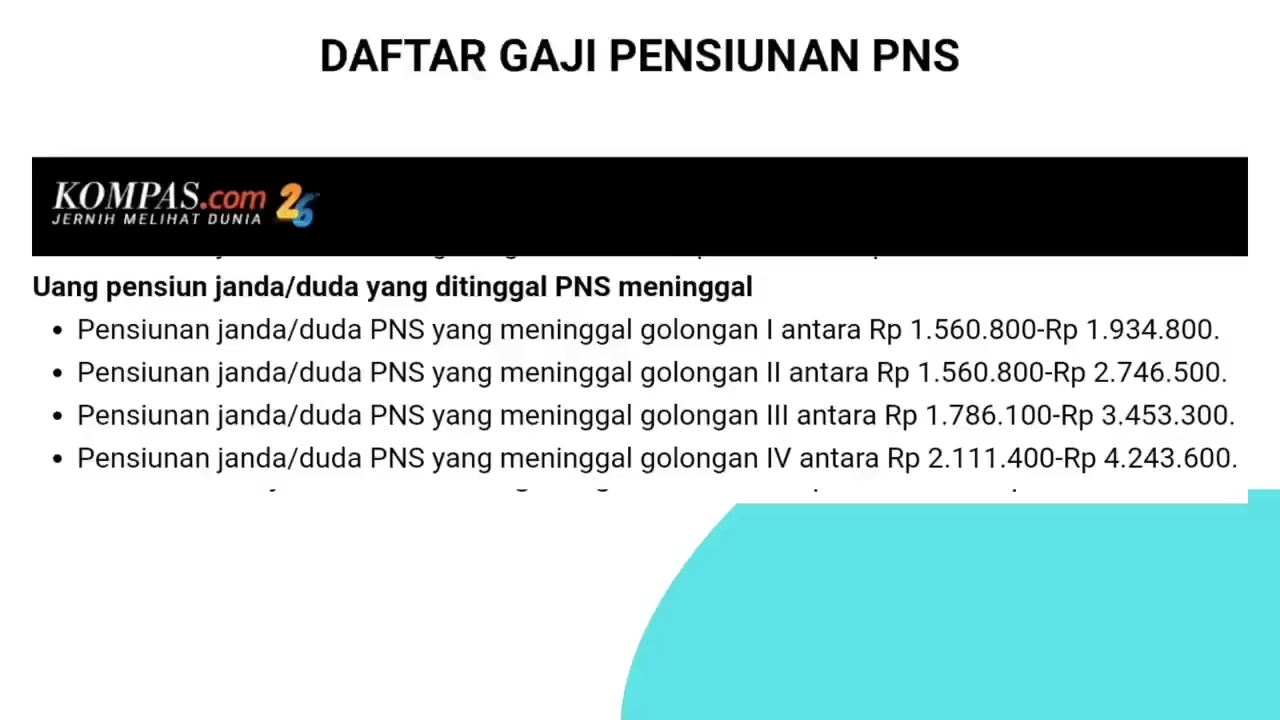 DAFTAR GAJI PENSIUNAN PNS
KOMPAS.com 26
JERNIH MELIHAT DUNIA
Uang pensiun janda/duda yang ditinggal PNS meninggal
• Pensiunan janda/duda PNS yang meninggal golongan I antara Rp 1.560.800-Rp 1.934.800.
• Pensiunan janda/duda PNS yang meninggal golongan II antara Rp 1.560.800-Rp 2.746.500.
• Pensiunan janda/duda PNS yang meninggal golongan III antara Rp 1.786.100-Rp 3.453.300.
• Pensiunan janda/duda PNS yang meninggal golongan IV antara Rp 2.111.400-Rp 4.243.600.